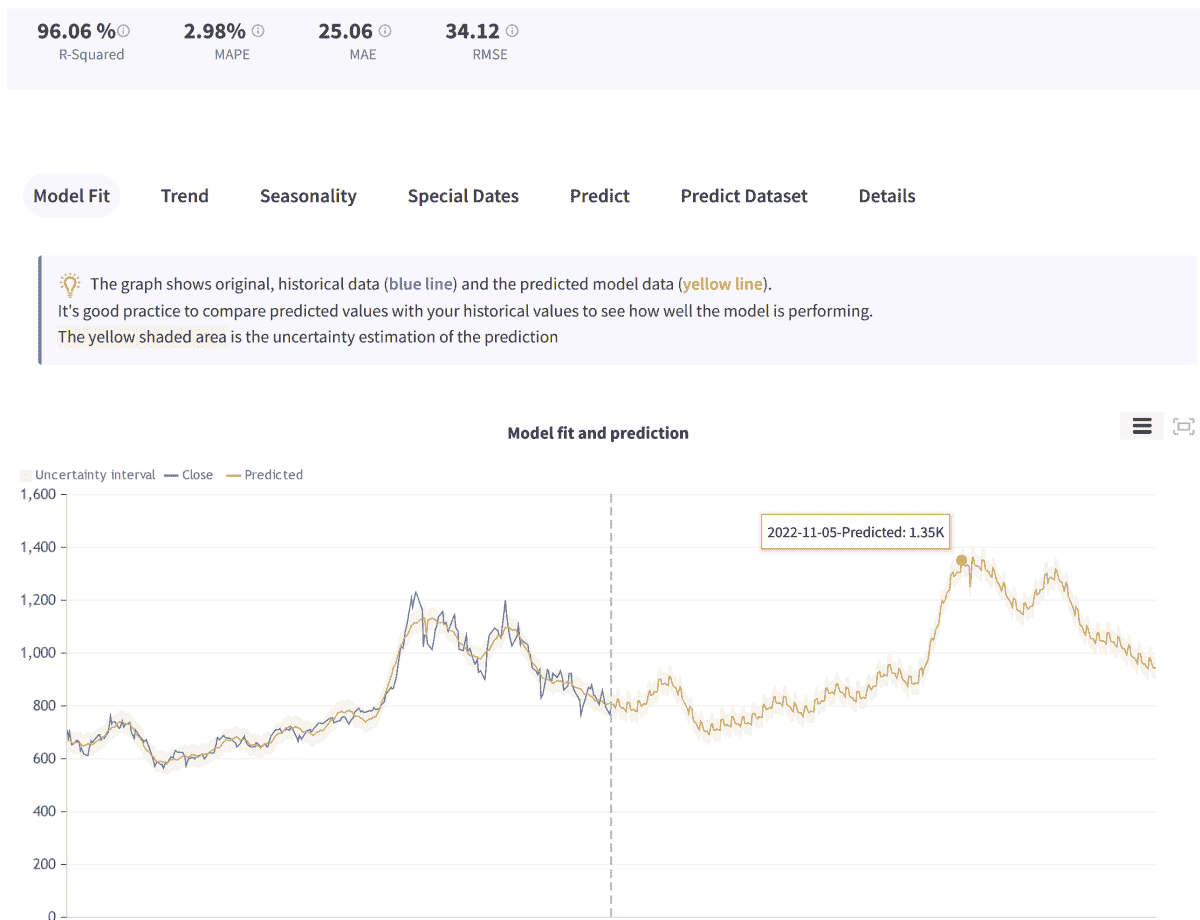 96.06 % 2.98% 25.06 34.12
R-Squared MAPE MAE RMSE
Model Fit Trend Seasonality Special Dates Predict Predict Dataset Details
The graph shows original, historical data (blue line) and the predicted model data (yellow line).
It's good practice to compare predicted values with your historical values to see how well the model is performing.
The yellow shaded area is the uncertainty estimation of the prediction
Model fit and prediction
Uncertainty interval Close Predicted
1,600
2022-11-05-Predicted: 1.35K
1,400
1,200
1,000
800
600
400
200
0